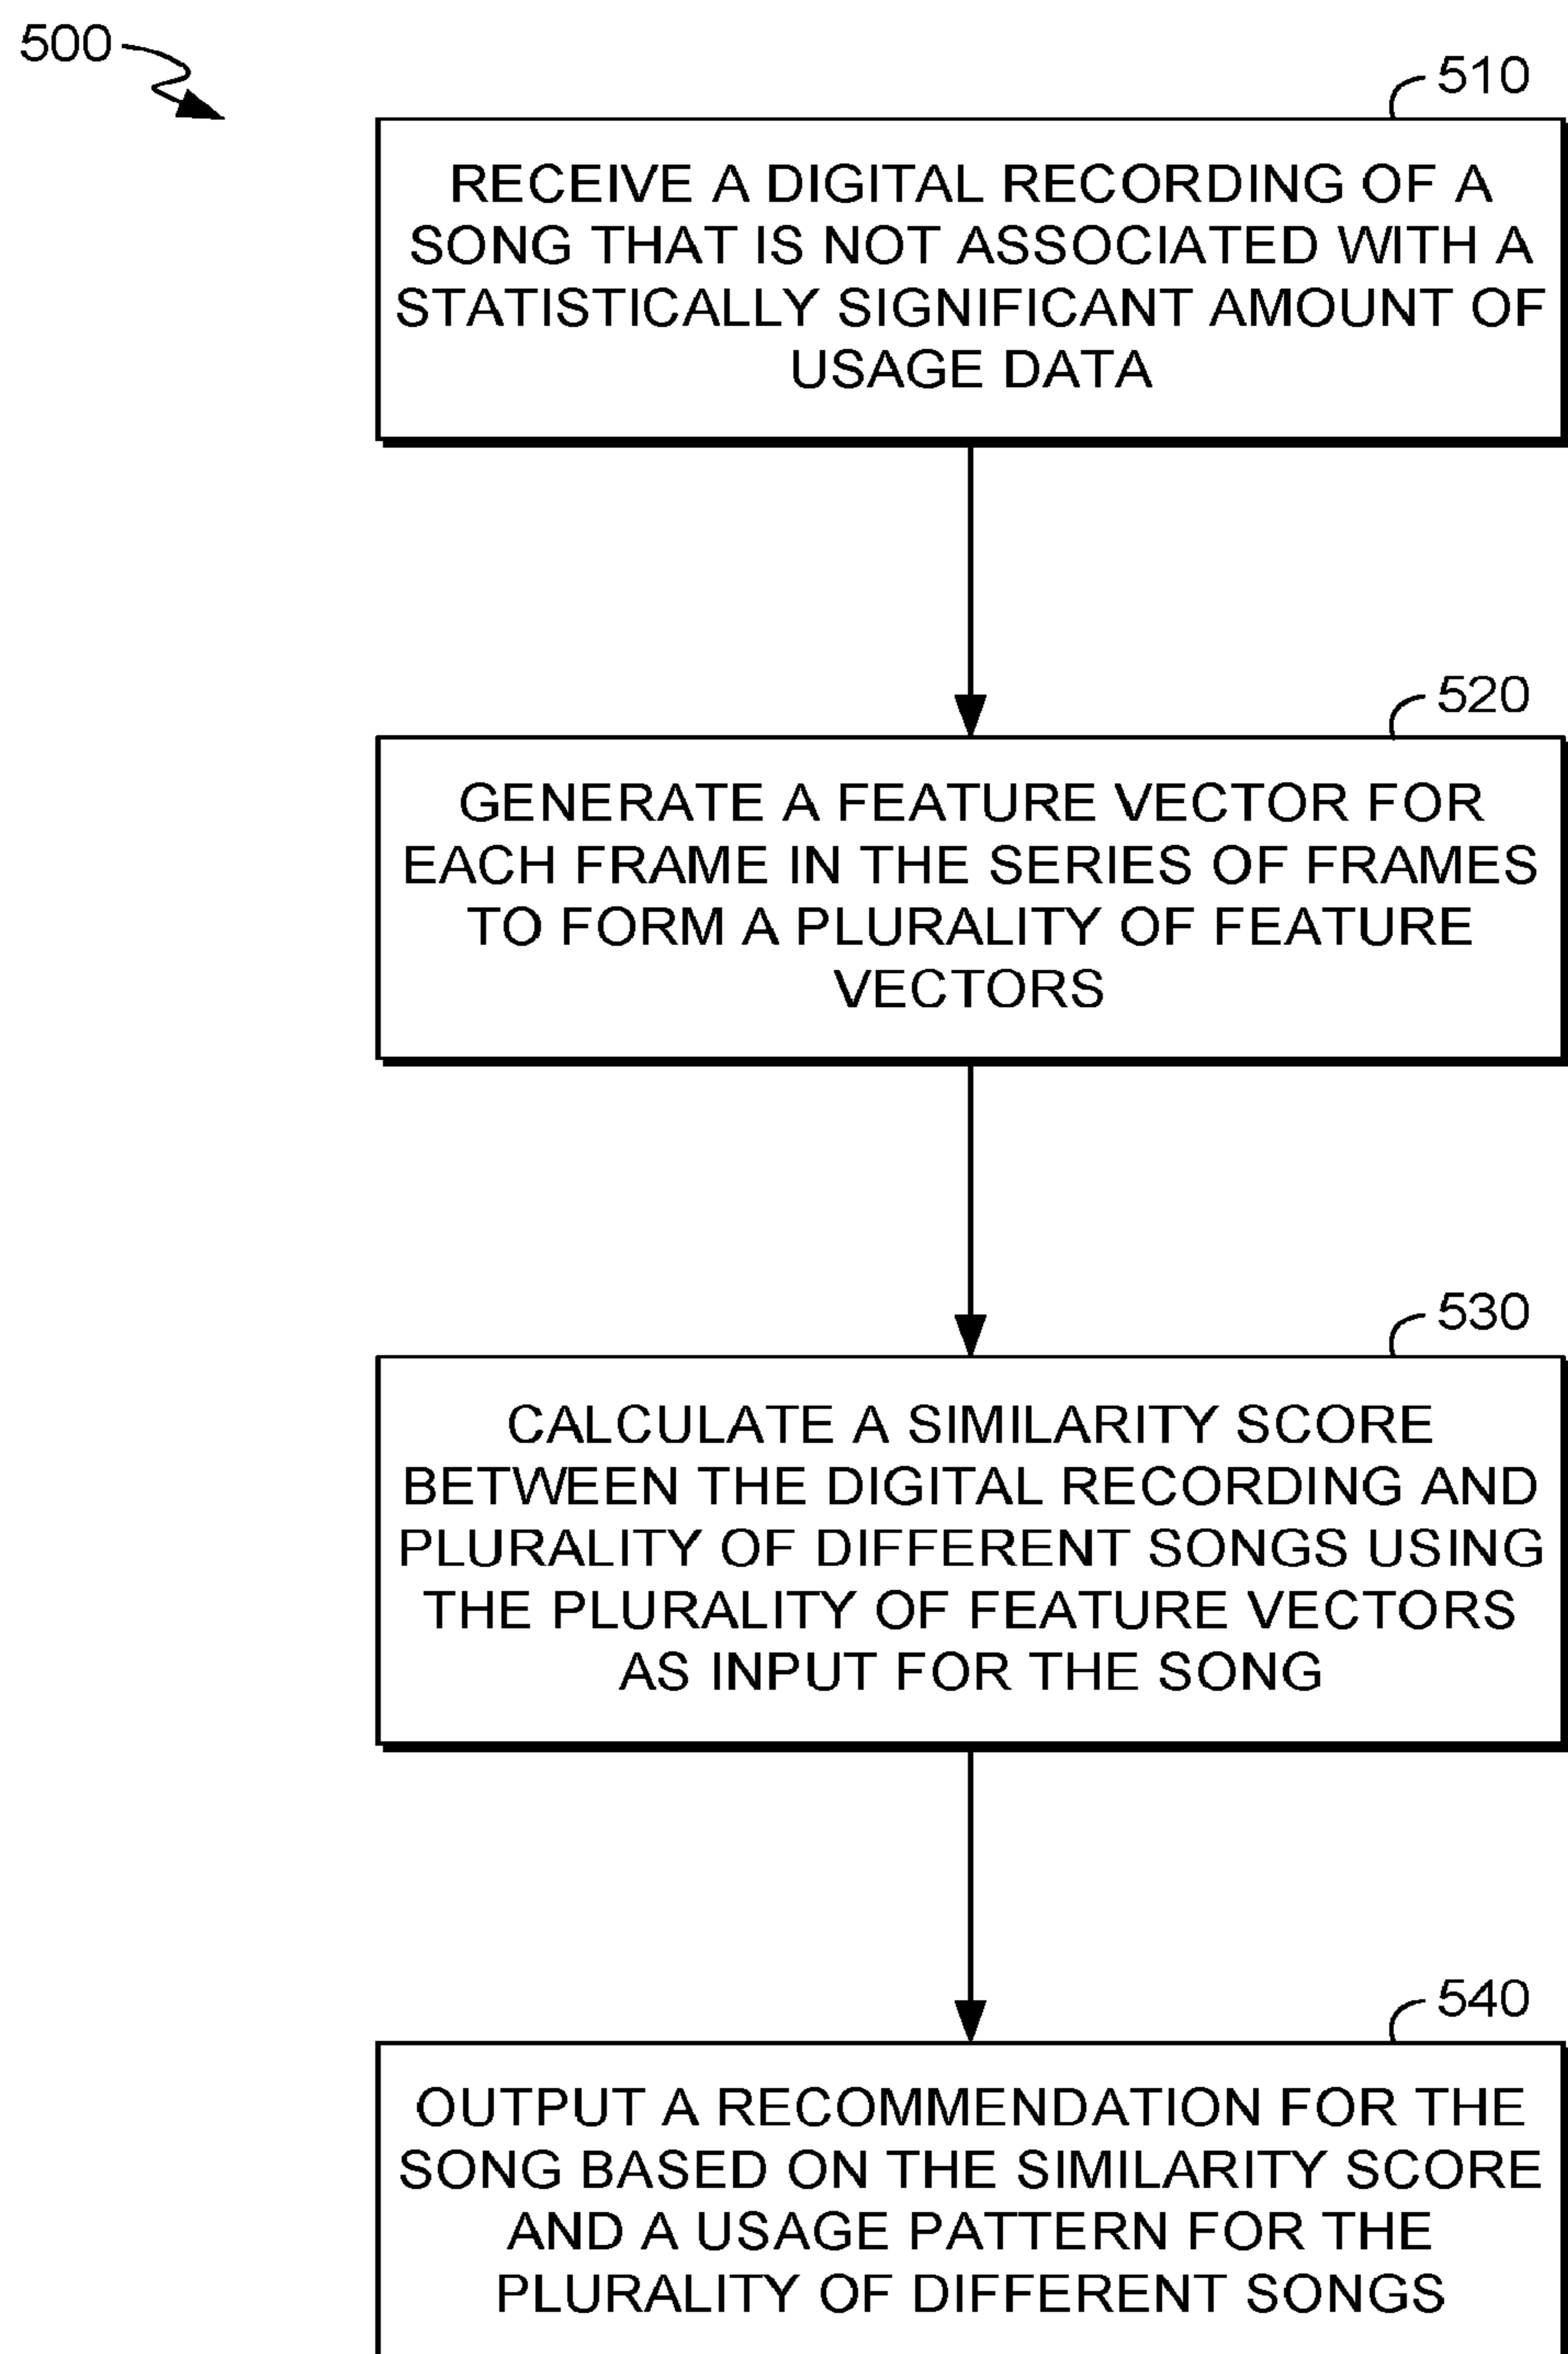 500
510
RECEIVE A DIGITAL RECORDING OF A
SONG THAT IS NOT ASSOCIATED WITH A
STATISTICALLY SIGNIFICANT AMOUNT OF
USAGE DATA
520
GENERATE A FEATURE VECTOR FOR
EACH FRAME IN THE SERIES OF FRAMES
TO FORM A PLURALITY OF FEATURE
VECTORS
530
CALCULATE A SIMILARITY SCORE
BETWEEN THE DIGITAL RECORDING AND
PLURALITY OF DIFFERENT SONGS USING
THE PLURALITY OF FEATURE VECTORS
AS INPUT FOR THE SONG
540
OUTPUT A RECOMMENDATION FOR THE
SONG BASED ON THE SIMILARITY SCORE
AND A USAGE PATTERN FOR THE
PLURALITY OF DIFFERENT SONGS